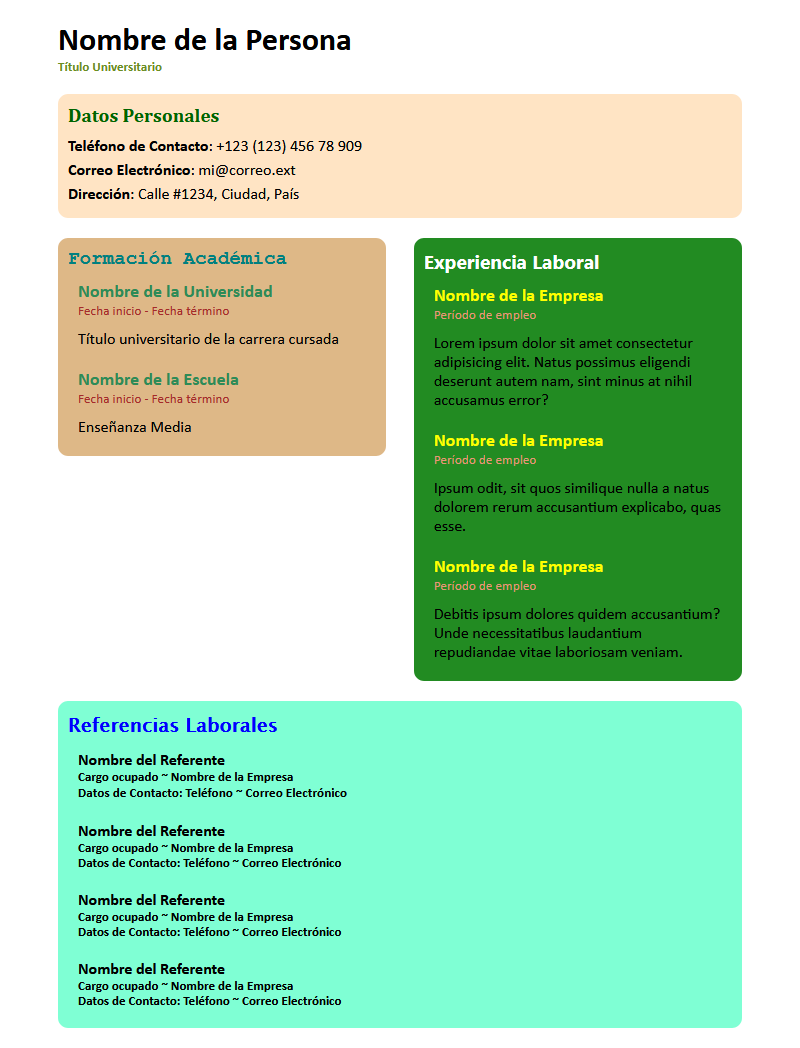 Nombre de la Persona
Título Universitario
Datos Personales
Teléfono de Contacto: +123 (123) 456 78 909
Correo Electrónico: mi@correo.ext
Dirección: Calle #1234, Ciudad, País
Formación Académica
Nombre de la Universidad
Fecha inicio - Fecha término
Título universitario de la carrera cursada
Nombre de la Escuela
Fecha inicio - Fecha término
Enseñanza Media
Experiencia Laboral
Nombre de la Empresa
Período de empleo
Lorem ipsum dolor sit amet consectetur
adipisicing elit. Natus possimus eligendi
deserunt autem nam, sint minus at nihil
accusamus error?
Nombre de la Empresa
Período de empleo
Ipsum odit, sit quos similique nulla a natus
dolorem rerum accusantium explicabo, quas
esse.
Nombre de la Empresa
Período de empleo
Debitis ipsum dolores quidem accusantium?
Unde necessitatibus laudantium
repudiandae vitae laboriosam veniam.
Referencias Laborales
Nombre del Referente
Cargo ocupado ~ Nombre de la Empresa
Datos de Contacto: Teléfono ~ Correo Electrónico
Nombre del Referente
Cargo ocupado ~ Nombre de la Empresa
Datos de Contacto: Teléfono ~ Correo Electrónico
Nombre del Referente
Cargo ocupado ~ Nombre de la Empresa
Datos de Contacto: Teléfono ~ Correo Electrónico
Nombre del Referente
Cargo ocupado ~ Nombre de la Empresa
Datos de Contacto: Teléfono ~ Correo Electrónico